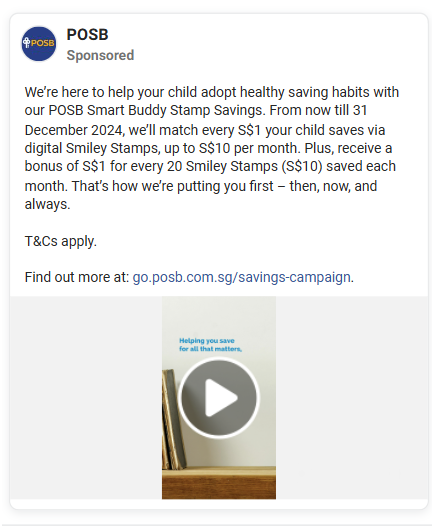 POSB
POSB
Sponsored
We’re here to help your child adopt healthy saving habits with
our POSB Smart Buddy Stamp Savings. From now till 31
December 2024, we’ll match every S$1 your child saves via
digital Smiley Stamps, up to S$10 per month. Plus, receive a
bonus of S$1 for every 20 Smiley Stamps (S$10) saved each
month. That’s how we’re putting you first – then, now, and
always.
T&Cs apply.
Find out more at: go.posb.com.sg/savings-campaign.
Helping you save
for all that matters,